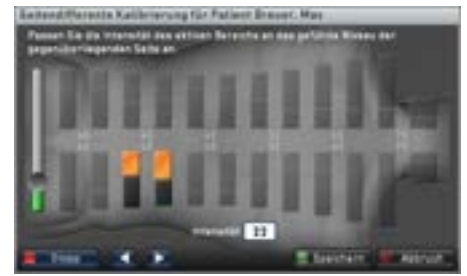 Seitendifferente Kalibrierung für Patient Breuer, Max
Passen Sie die Intensität des aktiven Bereichs an das gefühlte Niveau der
gegenüberliegenden Seite an.
Intensität
Stopp
Speichern
Abbruch